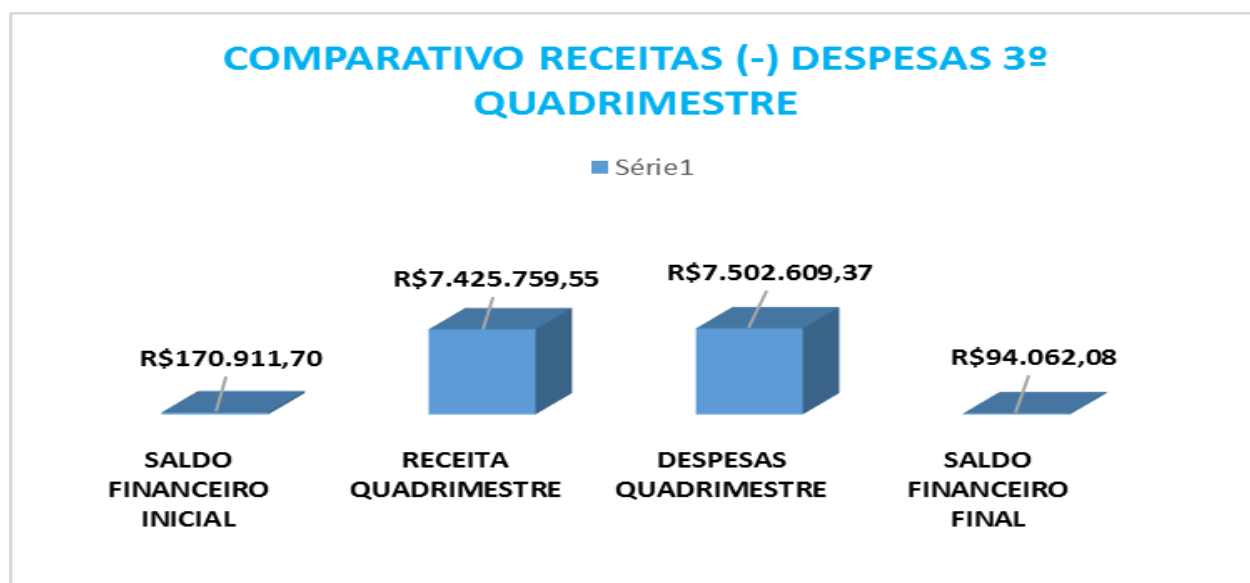 COMPARATIVO RECEITAS (-) DESPESAS 3º
QUADRIMESTRE
Série1
R$170.911,70
R$7.425.759,55
R$7.502.609,37
R$94.062,08
SALDO
FINANCEIRO
INICIAL
RECEITA
QUADRIMESTRE
DESPESAS
QUADRIMESTRE
SALDO
FINANCEIRO
FINAL